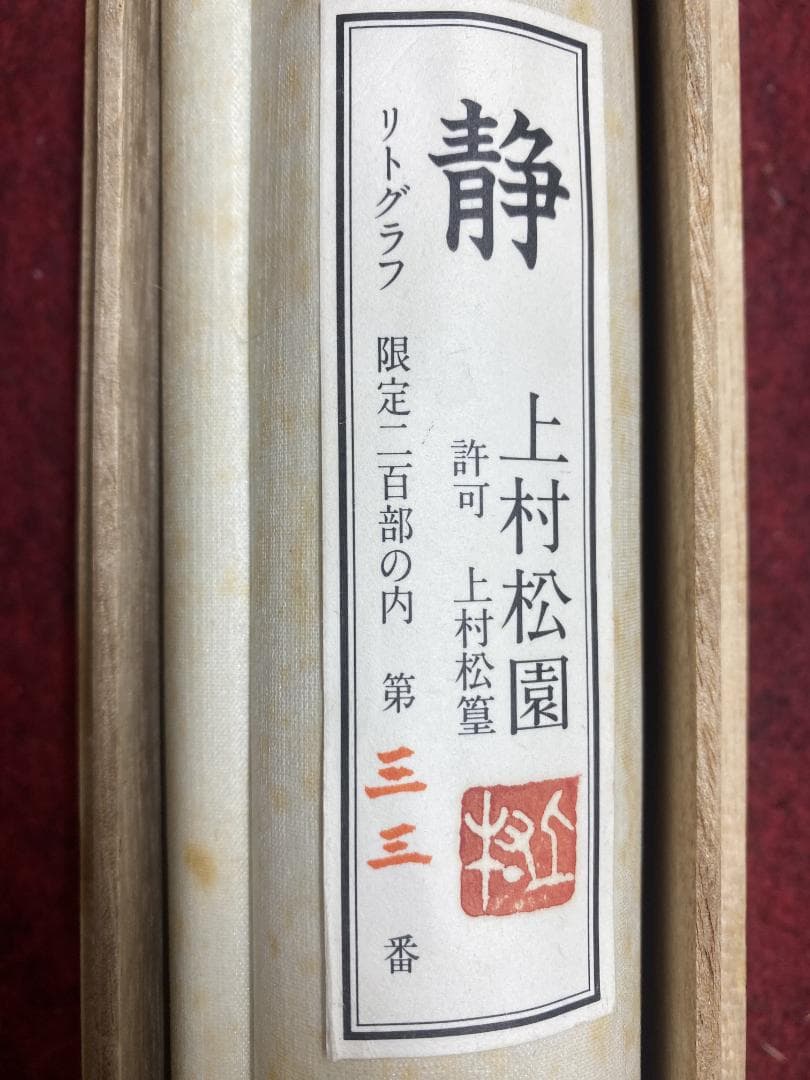 静
上村松園
許可 上村松篁
リトグラフ 限定二百部の内 第三三番